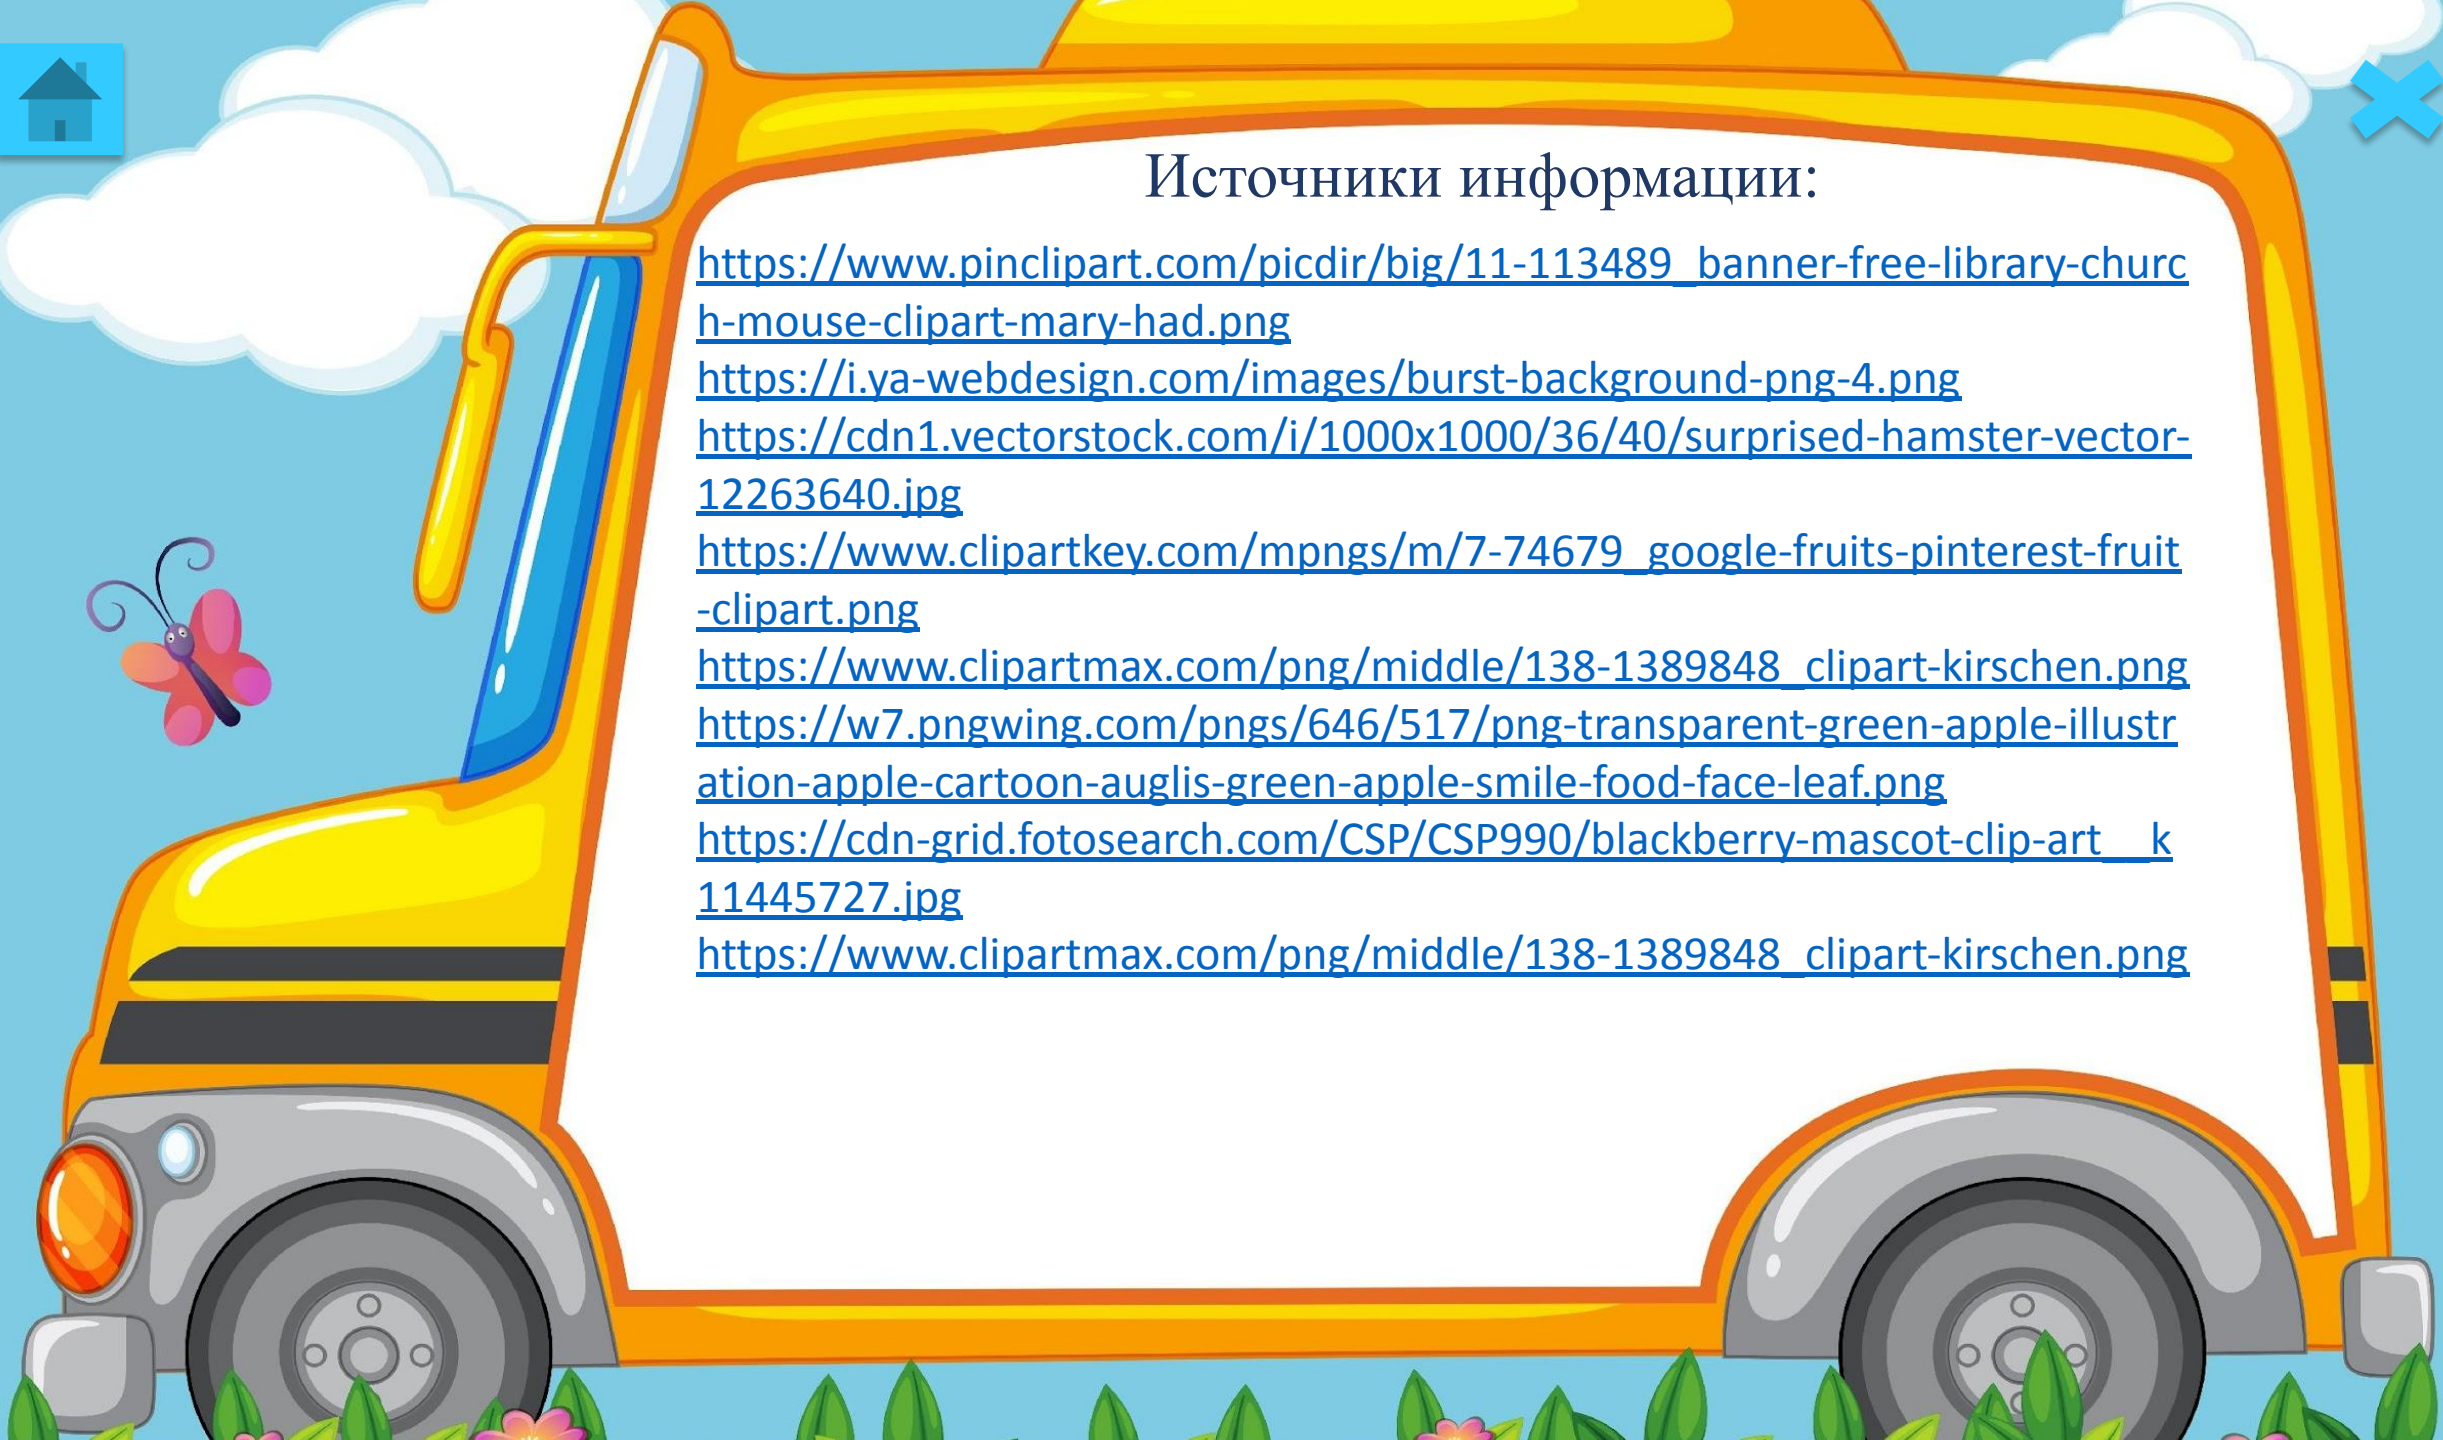 Источники информации:
https://www.pinclipart.com/picdir/big/11-113489_banner-free-library-churc
h-mouse-clipart-mary-had.png
https://i.ya-webdesign.com/images/burst-background-png-4.png
https://cdn1.vectorstock.com/i/1000x1000/36/40/surprised-hamster-vector-
12263640.jpg
https://www.clipartkey.com/mpngs/m/7-74679_google-fruits-pinterest-fruit
-clipart.png
https://www.clipartmax.com/png/middle/138-1389848_clipart-kirschen.png
https://w7.pngwing.com/pngs/646/517/png-transparent-green-apple-illustr
ation-apple-cartoon-auglis-green-apple-smile-food-face-leaf.png
https://cdn-grid.fotosearch.com/CSP/CSP990/blackberry-mascot-clip-art__k
11445727.jpg
https://www.clipartmax.com/png/middle/138-1389848_clipart-kirschen.png